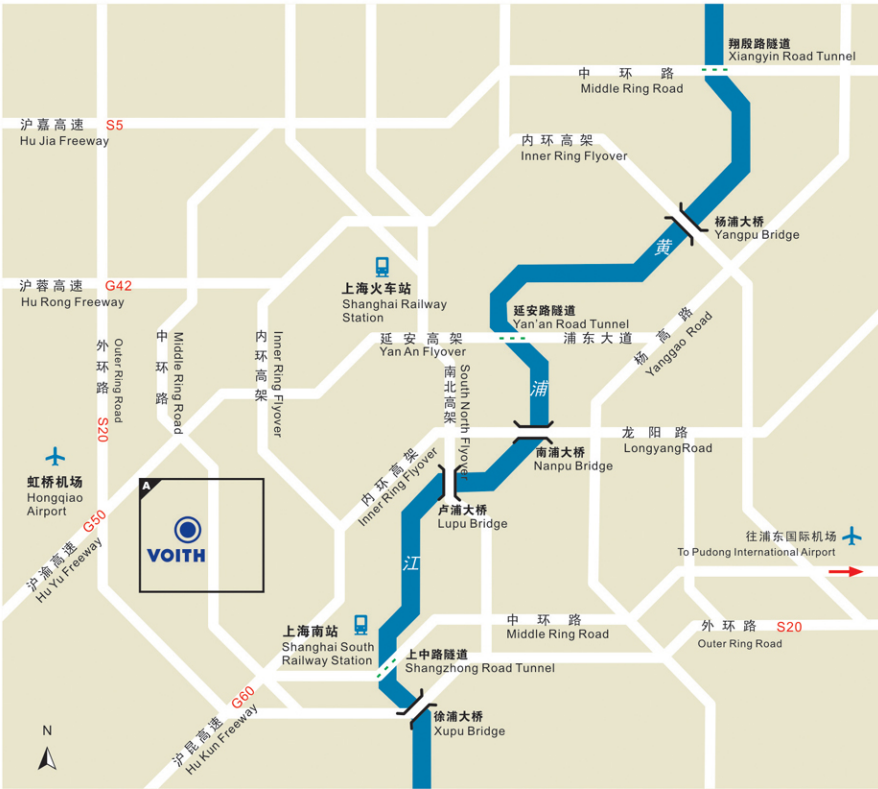 翔殷路隧道
Xiangyin Road Tunnel
中环路
Middle Ring Road
沪嘉高速 S5
Hu Jia Freeway
内环高架
Inner Ring Flyover
杨浦大桥
Yangpu Bridge
黄
上海火车站
Shanghai Railway
Station
沪蓉高速 G42
Hu Rong Freeway
延安路隧道
Yan'an Road Tunnel
延安高架
Yan An Flyover
浦东大道
杨高路
Yanggao Road
外环路
Outer Ring Road
S20
中环路
Middle Ring Road
内环高架
Inner Ring Flyover
南北高架
South North Flyover
浦
龙阳路
LongyangRoad
南浦大桥
Nanpu Bridge
内环高架
Inner Ring Flyover
虹桥机场
Hongqiao
Airport
A
VOITH
卢浦大桥
Lupu Bridge
沪渝高速 G50
Hu Yu Freeway
往浦东国际机场
To Pudong International Airport
江
上海南站
Shanghai South
Railway Station
中环路
Middle Ring Road
外环路 S20
Outer Ring Road
上中路隧道
Shangzhong Road Tunnel
沪昆高速 G60
Hu Kun Freeway
徐浦大桥
Xupu Bridge
N